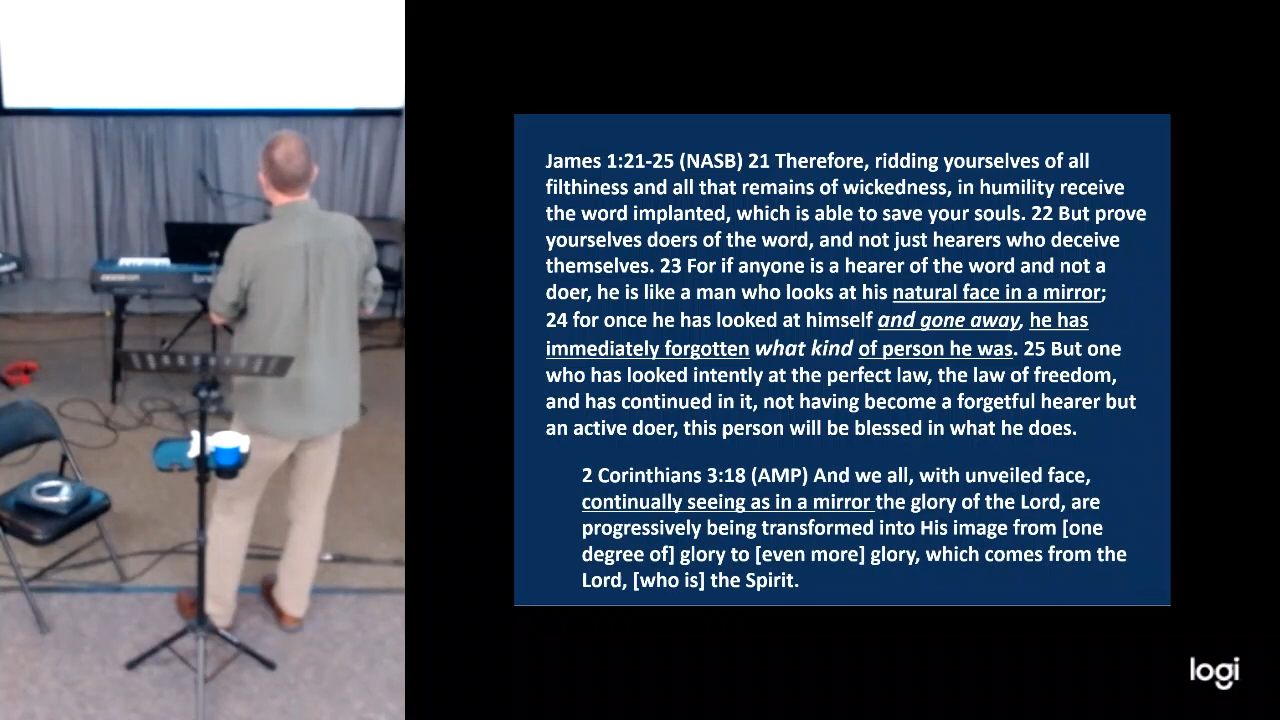 James 1:21-25 (NASB) 21 Therefore, ridding yourselves of all
filthiness and all that remains of wickedness, in humility receive
the word implanted, which is able to save your souls. 22 But prove
yourselves doers of the word, and not just hearers who deceive
themselves. 23 For if anyone is a hearer of the word and not a
doer, he is like a man who looks at his natural face in a mirror;
24 for once he has looked at himself and gone away, he has
immediately forgotten what kind of person he was. 25 But one
who has looked intently at the perfect law, the law of freedom,
and has continued in it, not having become a forgetful hearer but
an active doer, this person will be blessed in what he does.
2 Corinthians 3:18 (AMP) And we all, with unveiled face,
continually seeing as in a mirror the glory of the Lord, are
progressively being transformed into His image from [one
degree of] glory to [even more] glory, which comes from the
Lord, [who is] the Spirit.
logi